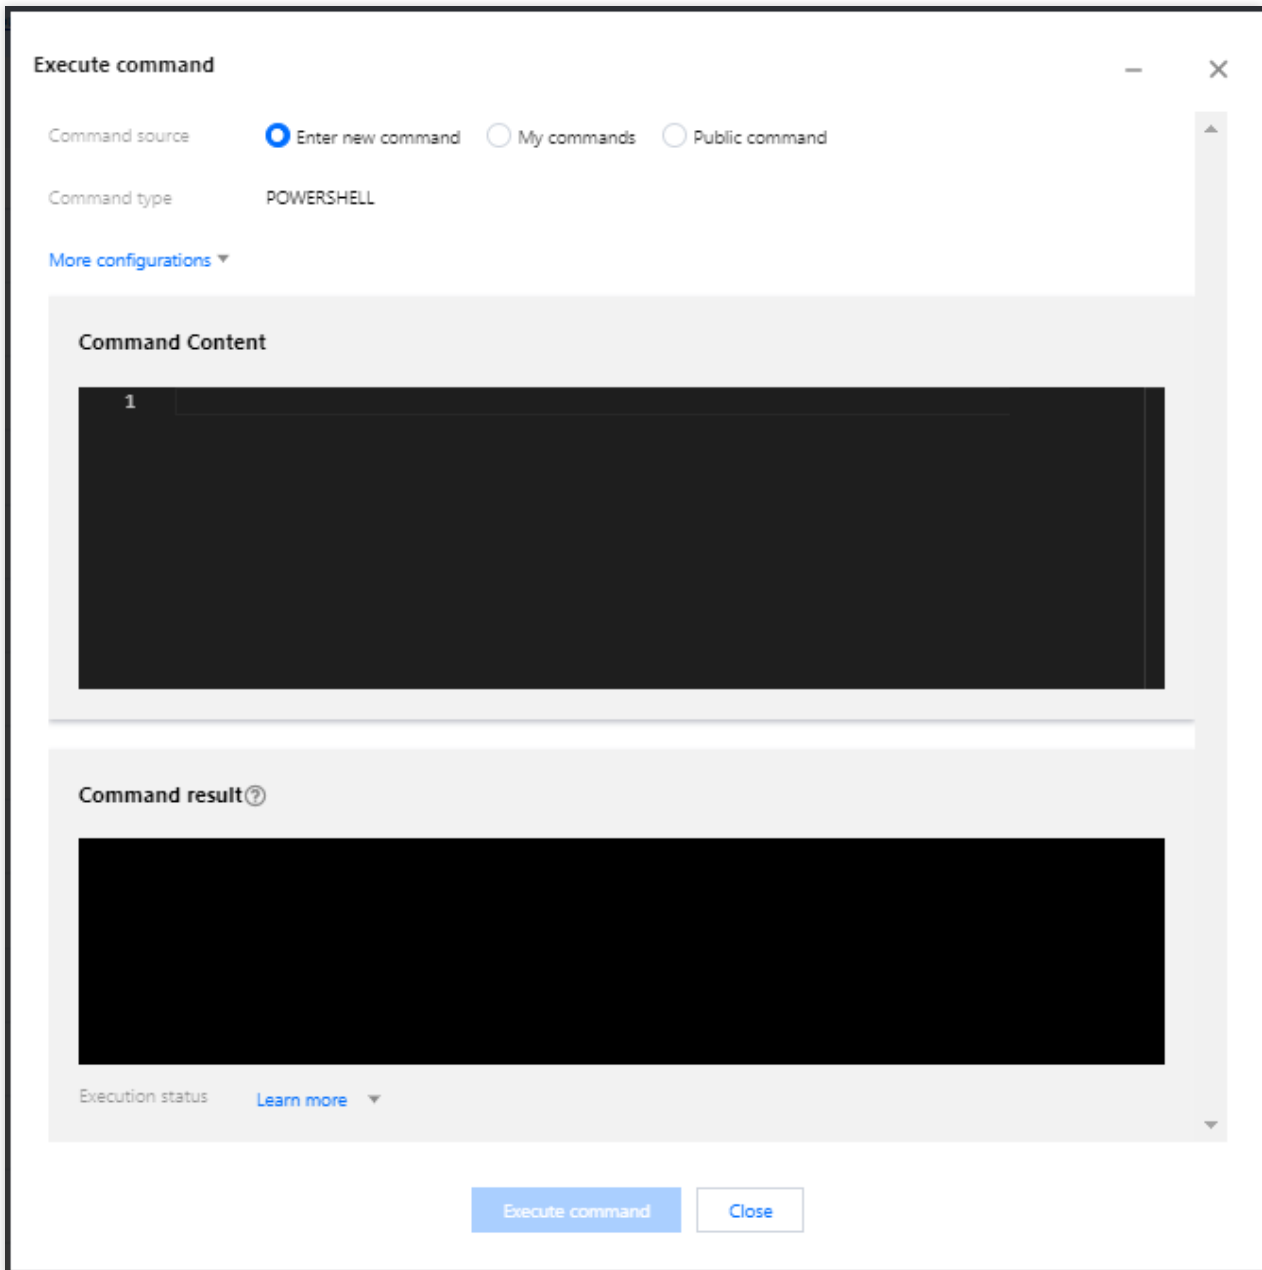 Execute command
Command source Enter new command My commands Public command
Command type POWERSHELL
More configurations
Command Content
1
Command result
Execution status Learn more
Execute command Close